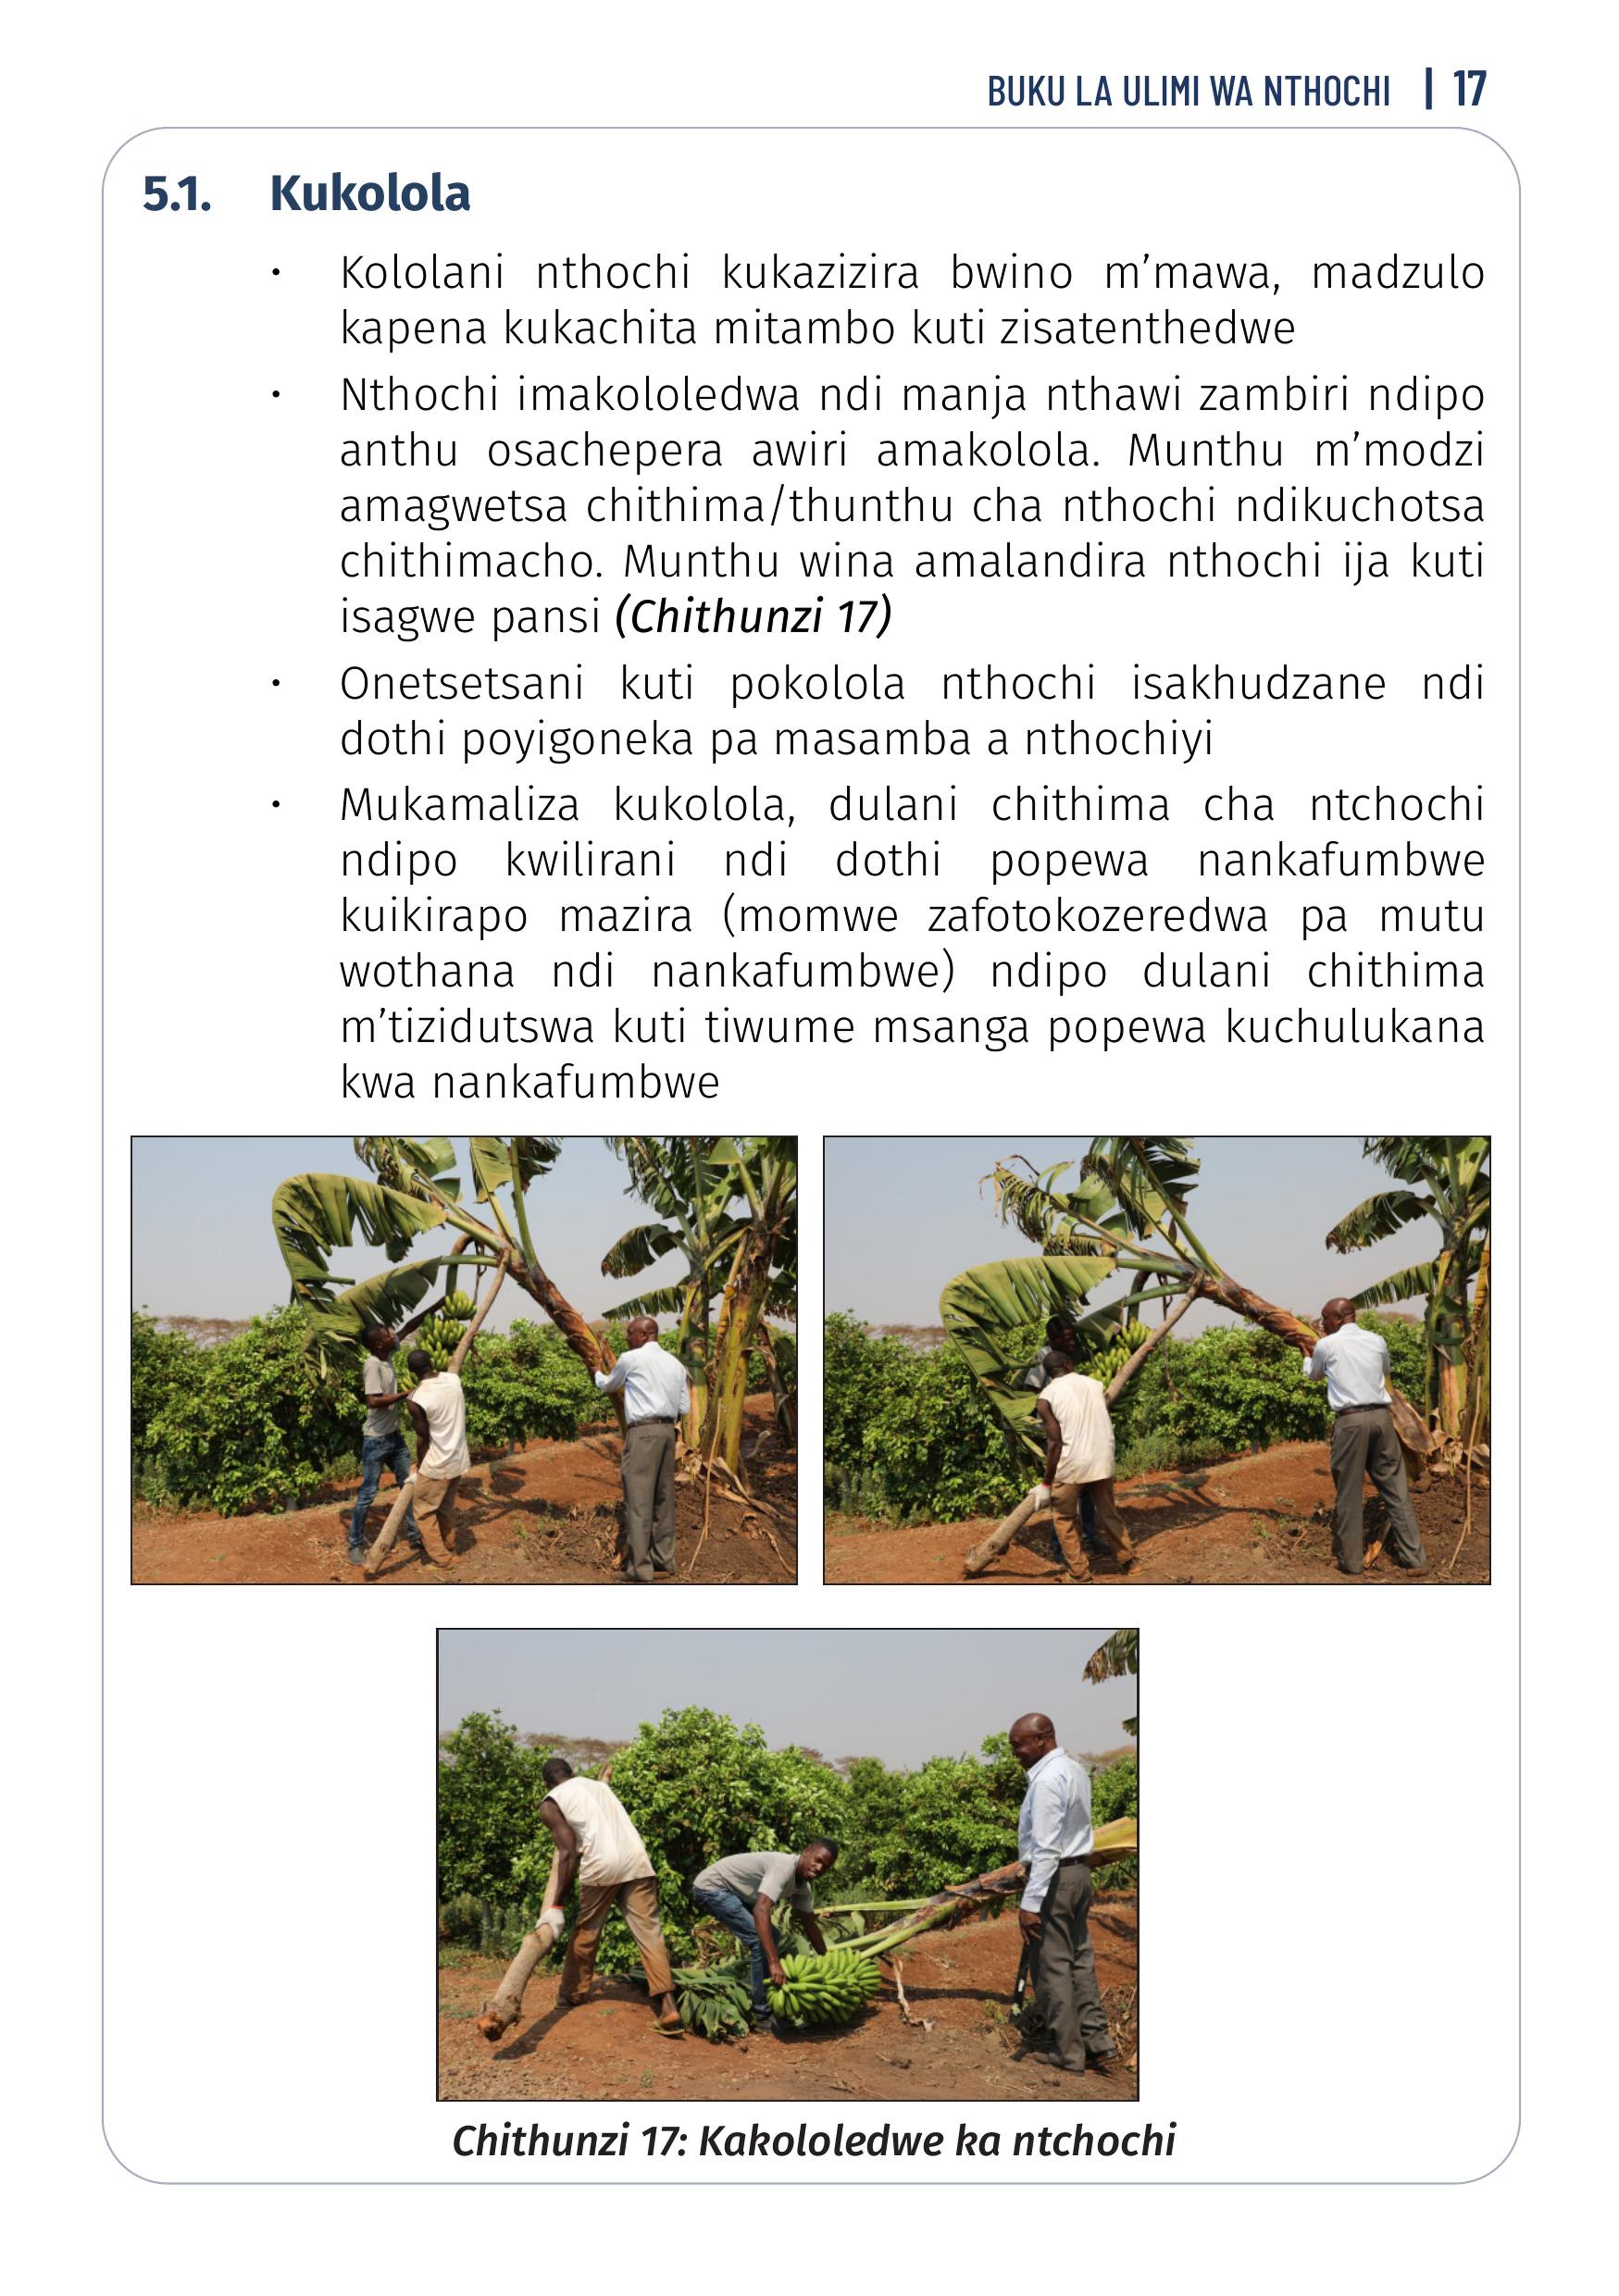 BUKU LA ULIMI WA NTHOCHI | 17
5.1. Kukolola
• Kololani nthochi kukazizira bwino m’mawa, madzulo
kapena kukachita mitambo kuti zisatenthedwe
• Nthochi imakololedwa ndi manja nthawi zambiri ndipo
anthu osachepera awiri amakolola. Munthu m’modzi
amagwetsa chithima/thunthu cha nthochi ndikuchotsa
chithimacho. Munthu wina amalandira nthochi ija kuti
isagwe pansi (Chithunzi 17)
• Onetsetsani kuti pokolola nthochi isakhudzane ndi
dothi poyigoneka pa masamba a nthochiyi
• Mukamaliza kukolola, dulani chithima cha ntchochi
ndipo kwilirani ndi dothi popewa nankafumbwe
kuikirapo mazira (momwe zafotokozeredwa pa mutu
wothana ndi nankafumbwe) ndipo dulani chithima
m’tizidutswa kuti tiwume msanga popewa kuchulukana
kwa nankafumbwe
Chithunzi 17: Kakololedwe ka ntchochi